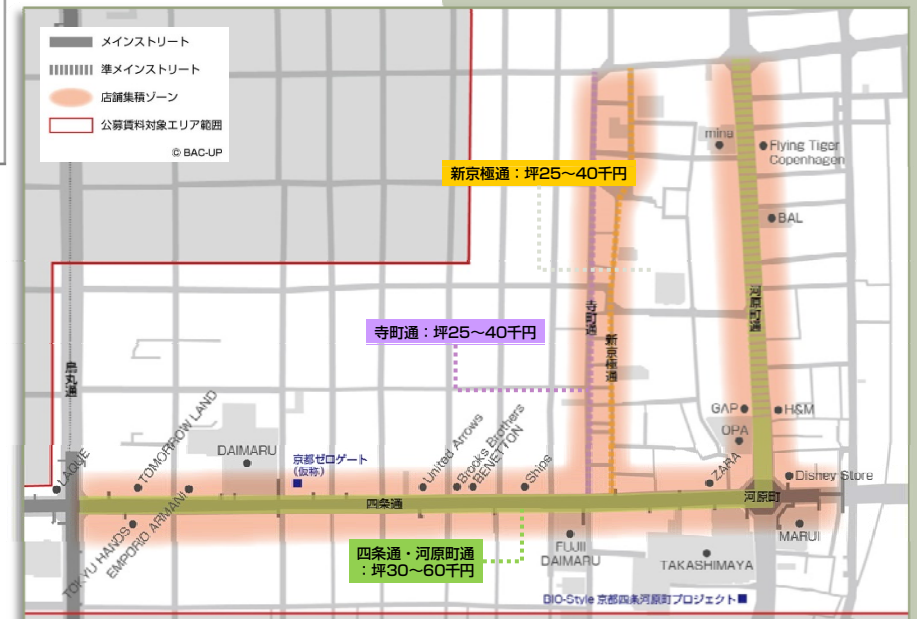 メインストリート
準メインストリート
店舗集積ゾーン
公募賃料対象エリア範囲
© BAC-UP
新京極通：坪25～40千円
寺町通：坪25～40千円
四条通・河原町通
：坪30～60千円
mina
Flying Tiger
Copenhagen
BAL
河原町通
寺町通
新京極通
烏丸通
GAP
H&M
OPA
ZARA
Disney Store
河原町
MARUI
LAQUE
TOMORROW LAND
DAIMARU
京都ゼロゲート
(仮称)
United Arrows
Brooks Brothers
BENETTON
Ships
四条通
TOKYU HANDS
EMPORIO ARMANI
FUJII
DAIMARU
TAKASHIMAYA
BIO-Style 京都四条河原町プロジェクト